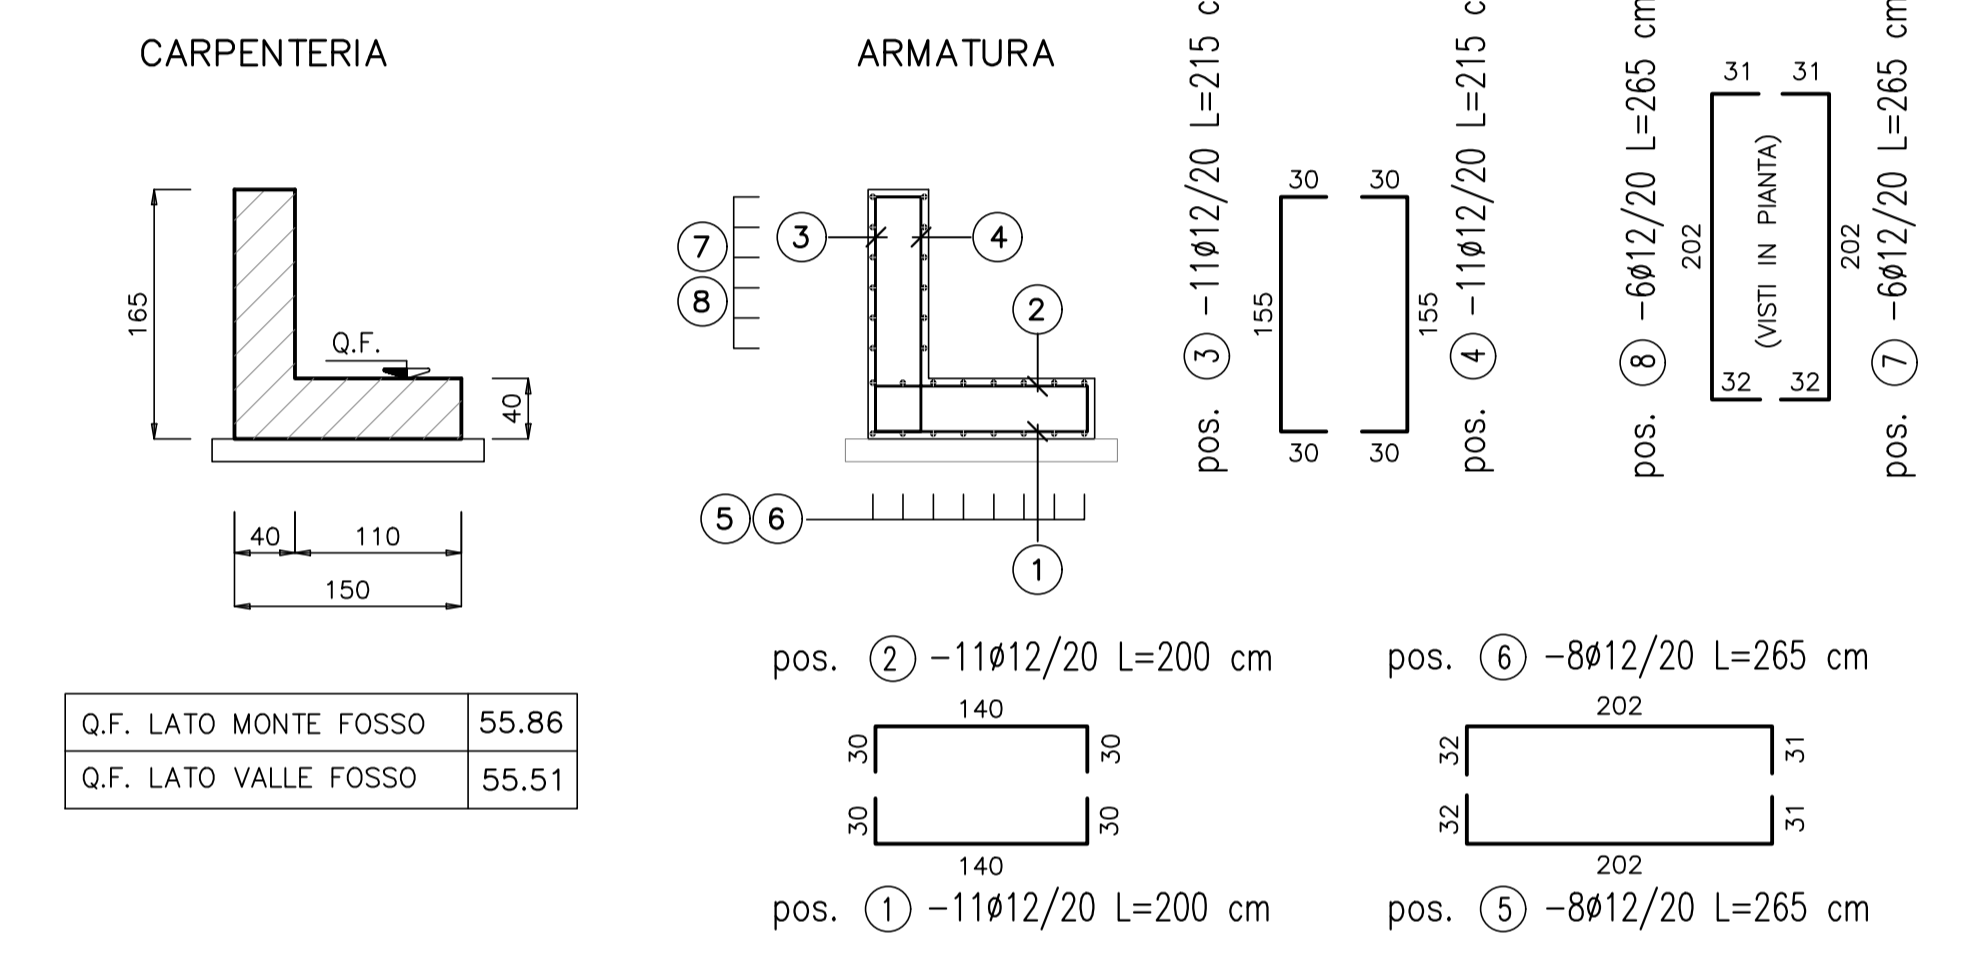 CARPENTERIA
165
Q.F.
40
40
110
150
Q.F. LATO MONTE FOSSO 55.86
Q.F. LATO VALLE FOSSO 55.51
ARMATURA
7
8
3
4
2
5
6
1
pos. 3 -11ø12/20 L=215 c
30
30
155
155
30
30
pos. 4 -11ø12/20 L=215 c
pos. 8 -6ø12/20 L=265 cm
31
31
202
(VISTI IN PIANTA)
202
32
32
pos. 7 -6ø12/20 L=265 cm
pos. 2 -11ø12/20 L=200 cm
140
30
30
30
30
140
pos. 1 -11ø12/20 L=200 cm
pos. 6 -8ø12/20 L=265 cm
202
32
31
32
31
202
pos. 5 -8ø12/20 L=265 cm